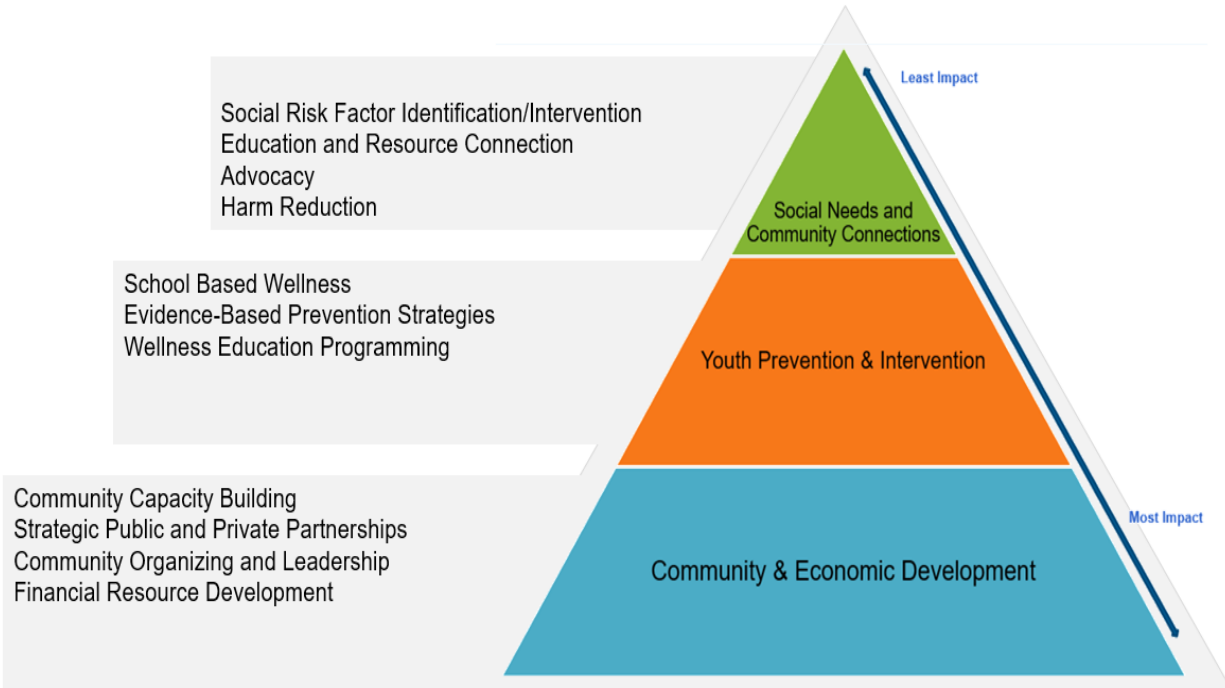 Least Impact
Social Risk Factor Identification/Intervention
Education and Resource Connection
Advocacy
Harm Reduction
Social Needs and
Community Connections
School Based Wellness
Evidence-Based Prevention Strategies
Wellness Education Programming
Youth Prevention & Intervention
Community Capacity Building
Strategic Public and Private Partnerships
Community Organizing and Leadership
Financial Resource Development
Most Impact
Community & Economic Development